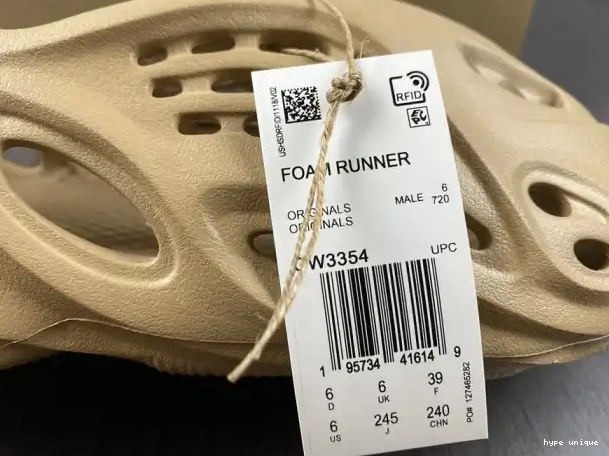 USHSDRFID/1118/V02
RFID
FOAM RUNNER
ORIGINALS
ORIGINALS
MALE
6
720
W3354
UPC
1 95734 41614 9
6 D
6 UK
39 F
6 US
245 J
240 CHN
PO# 127465282
hype unique